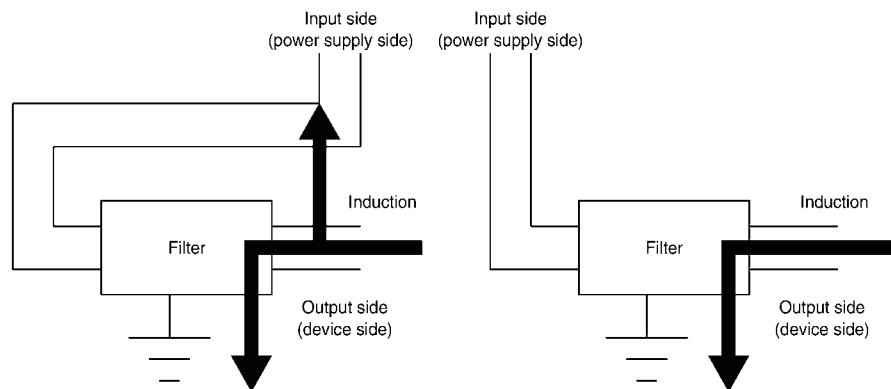 Input side
(power supply side)
Induction
Filter
Output side
(device side)
Input side
(power supply side)
Induction
Filter
Output side
(device side)